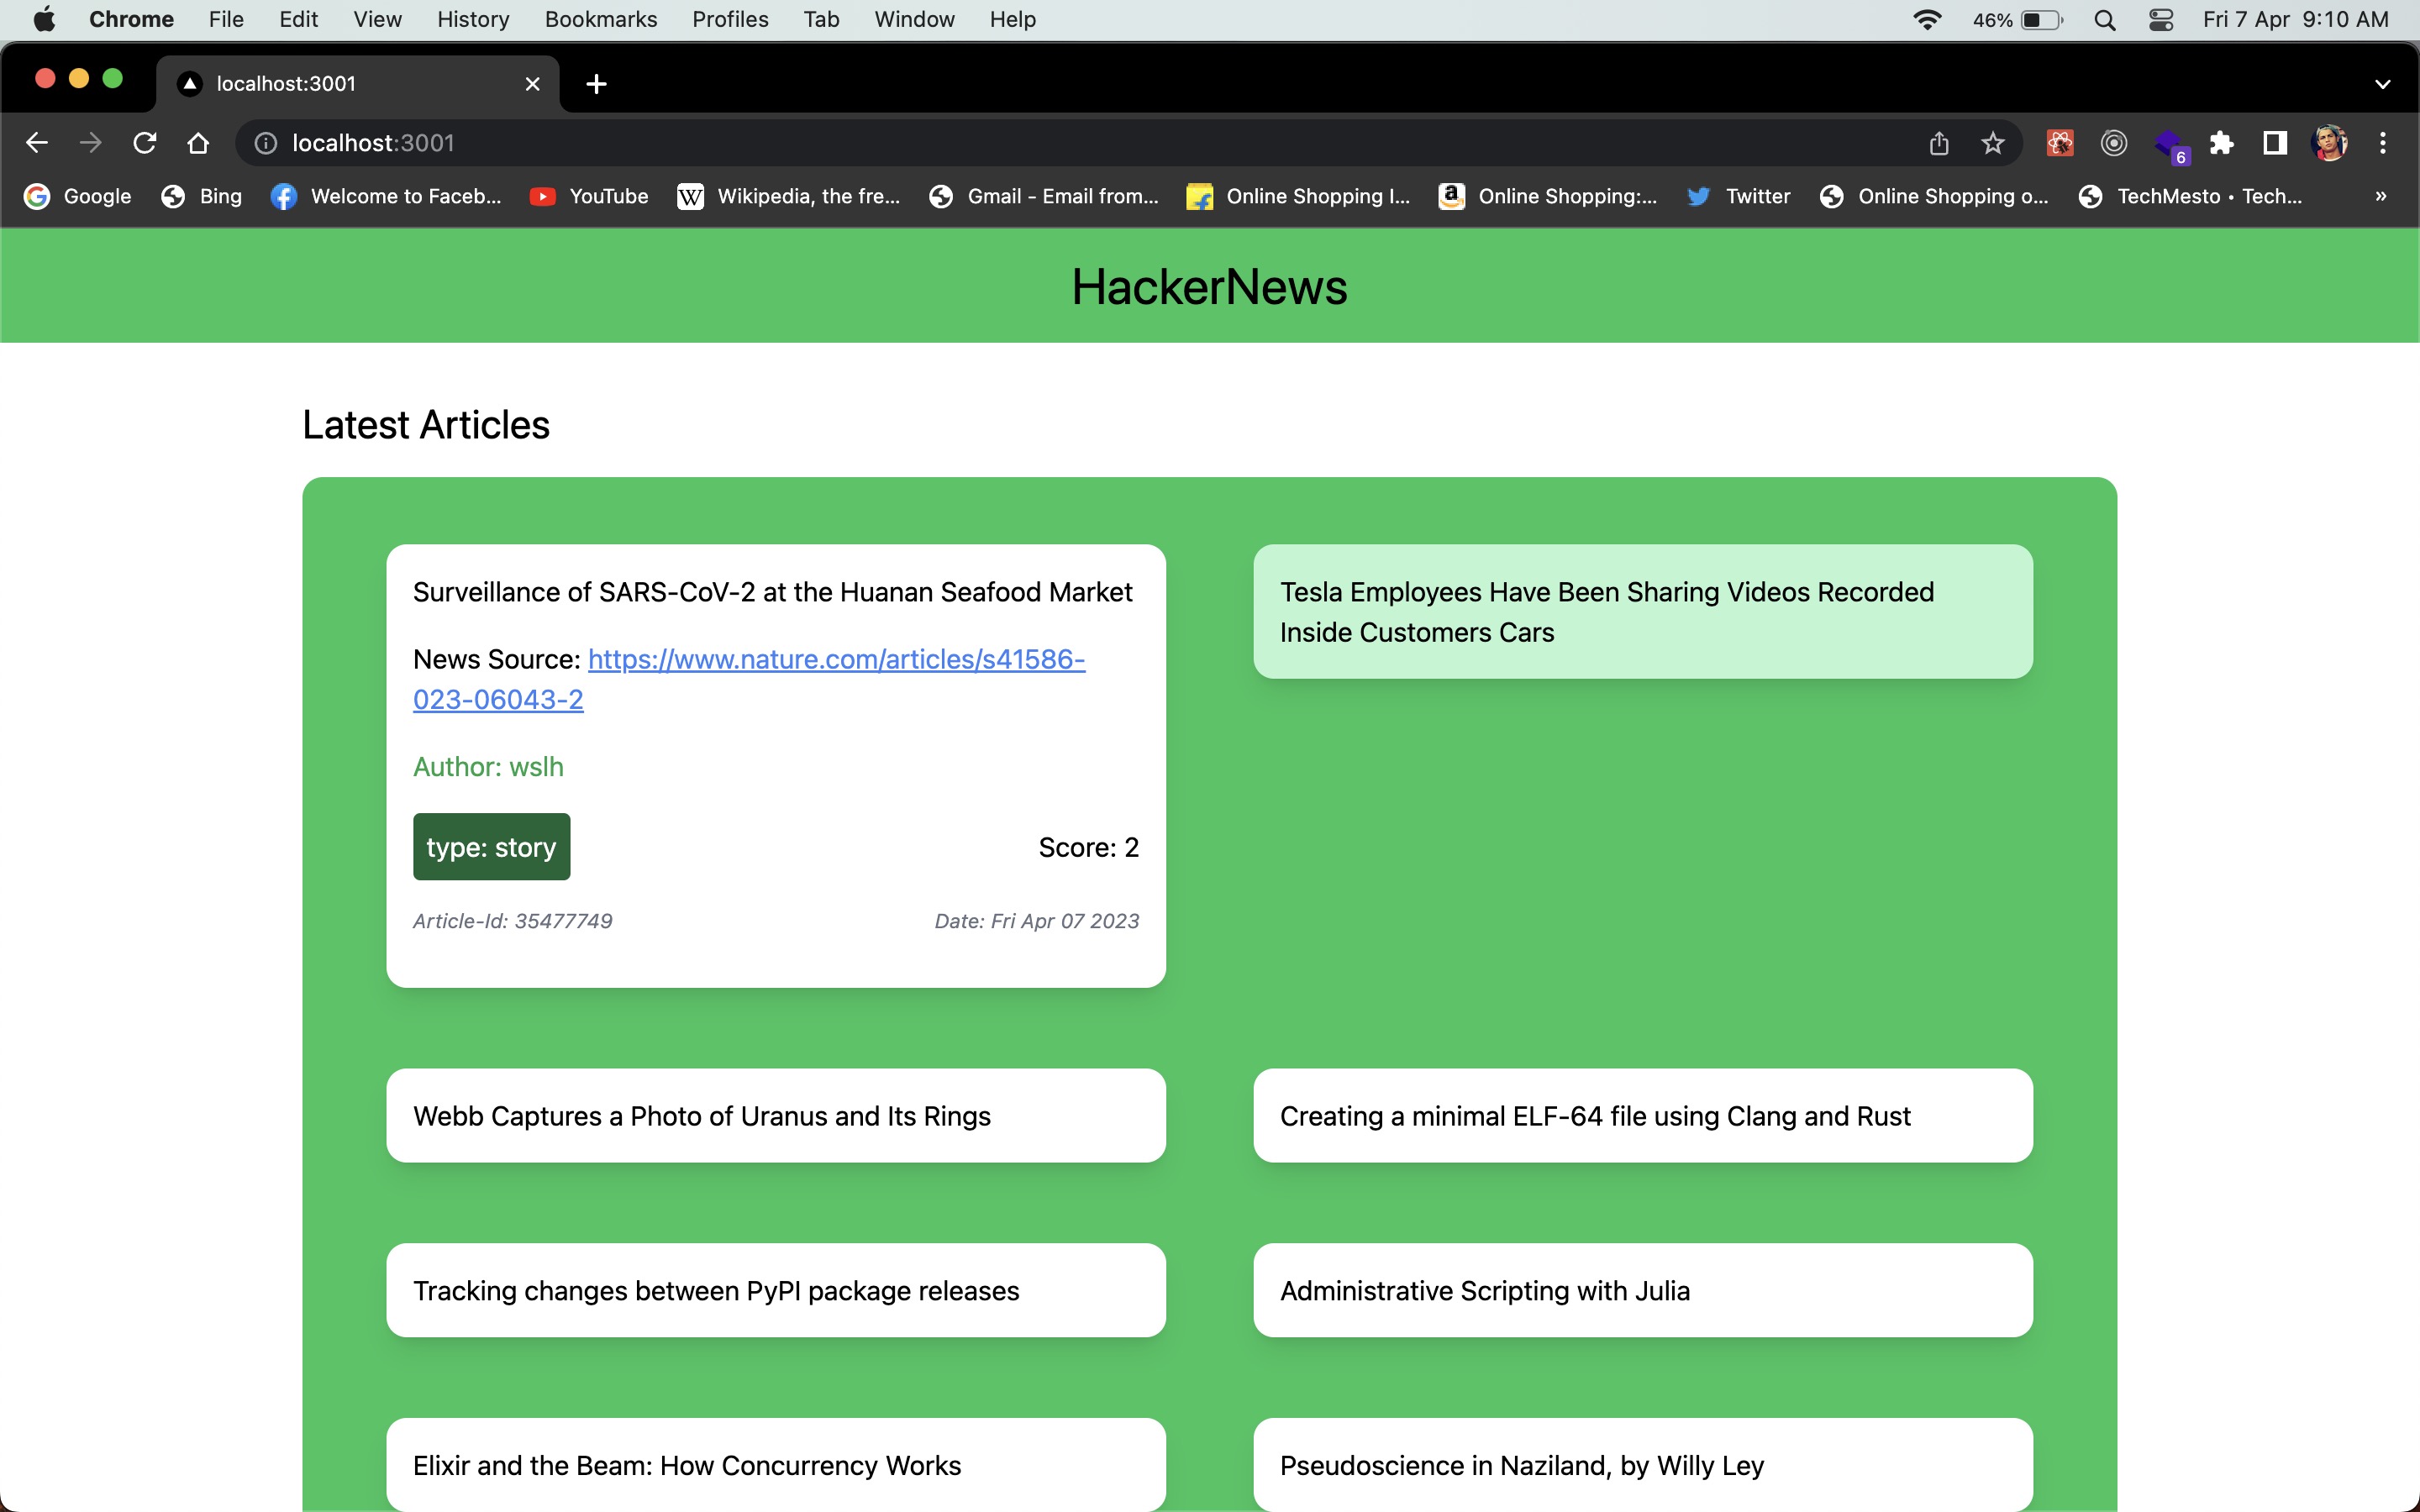 Chrome File Edit View History Bookmarks Profiles Tab Window Help 46% Fri 7 Apr 9:10 AM
localhost:3001
localhost:3001 6
Google Bing Welcome to Faceb... YouTube Wikipedia, the fre... Gmail - Email from... Online Shopping I... Online Shopping:... Twitter Online Shopping o... TechMesto • Tech... »
HackerNews
Latest Articles
Surveillance of SARS-CoV-2 at the Huanan Seafood Market
News Source: https://www.nature.com/articles/s41586-
023-06043-2
Author: wslh
type: story Score: 2
Article-Id: 35477749 Date: Fri Apr 07 2023
Tesla Employees Have Been Sharing Videos Recorded
Inside Customers Cars
Webb Captures a Photo of Uranus and Its Rings
Creating a minimal ELF-64 file using Clang and Rust
Tracking changes between PyPI package releases
Administrative Scripting with Julia
Elixir and the Beam: How Concurrency Works
Pseudoscience in Naziland, by Willy Ley